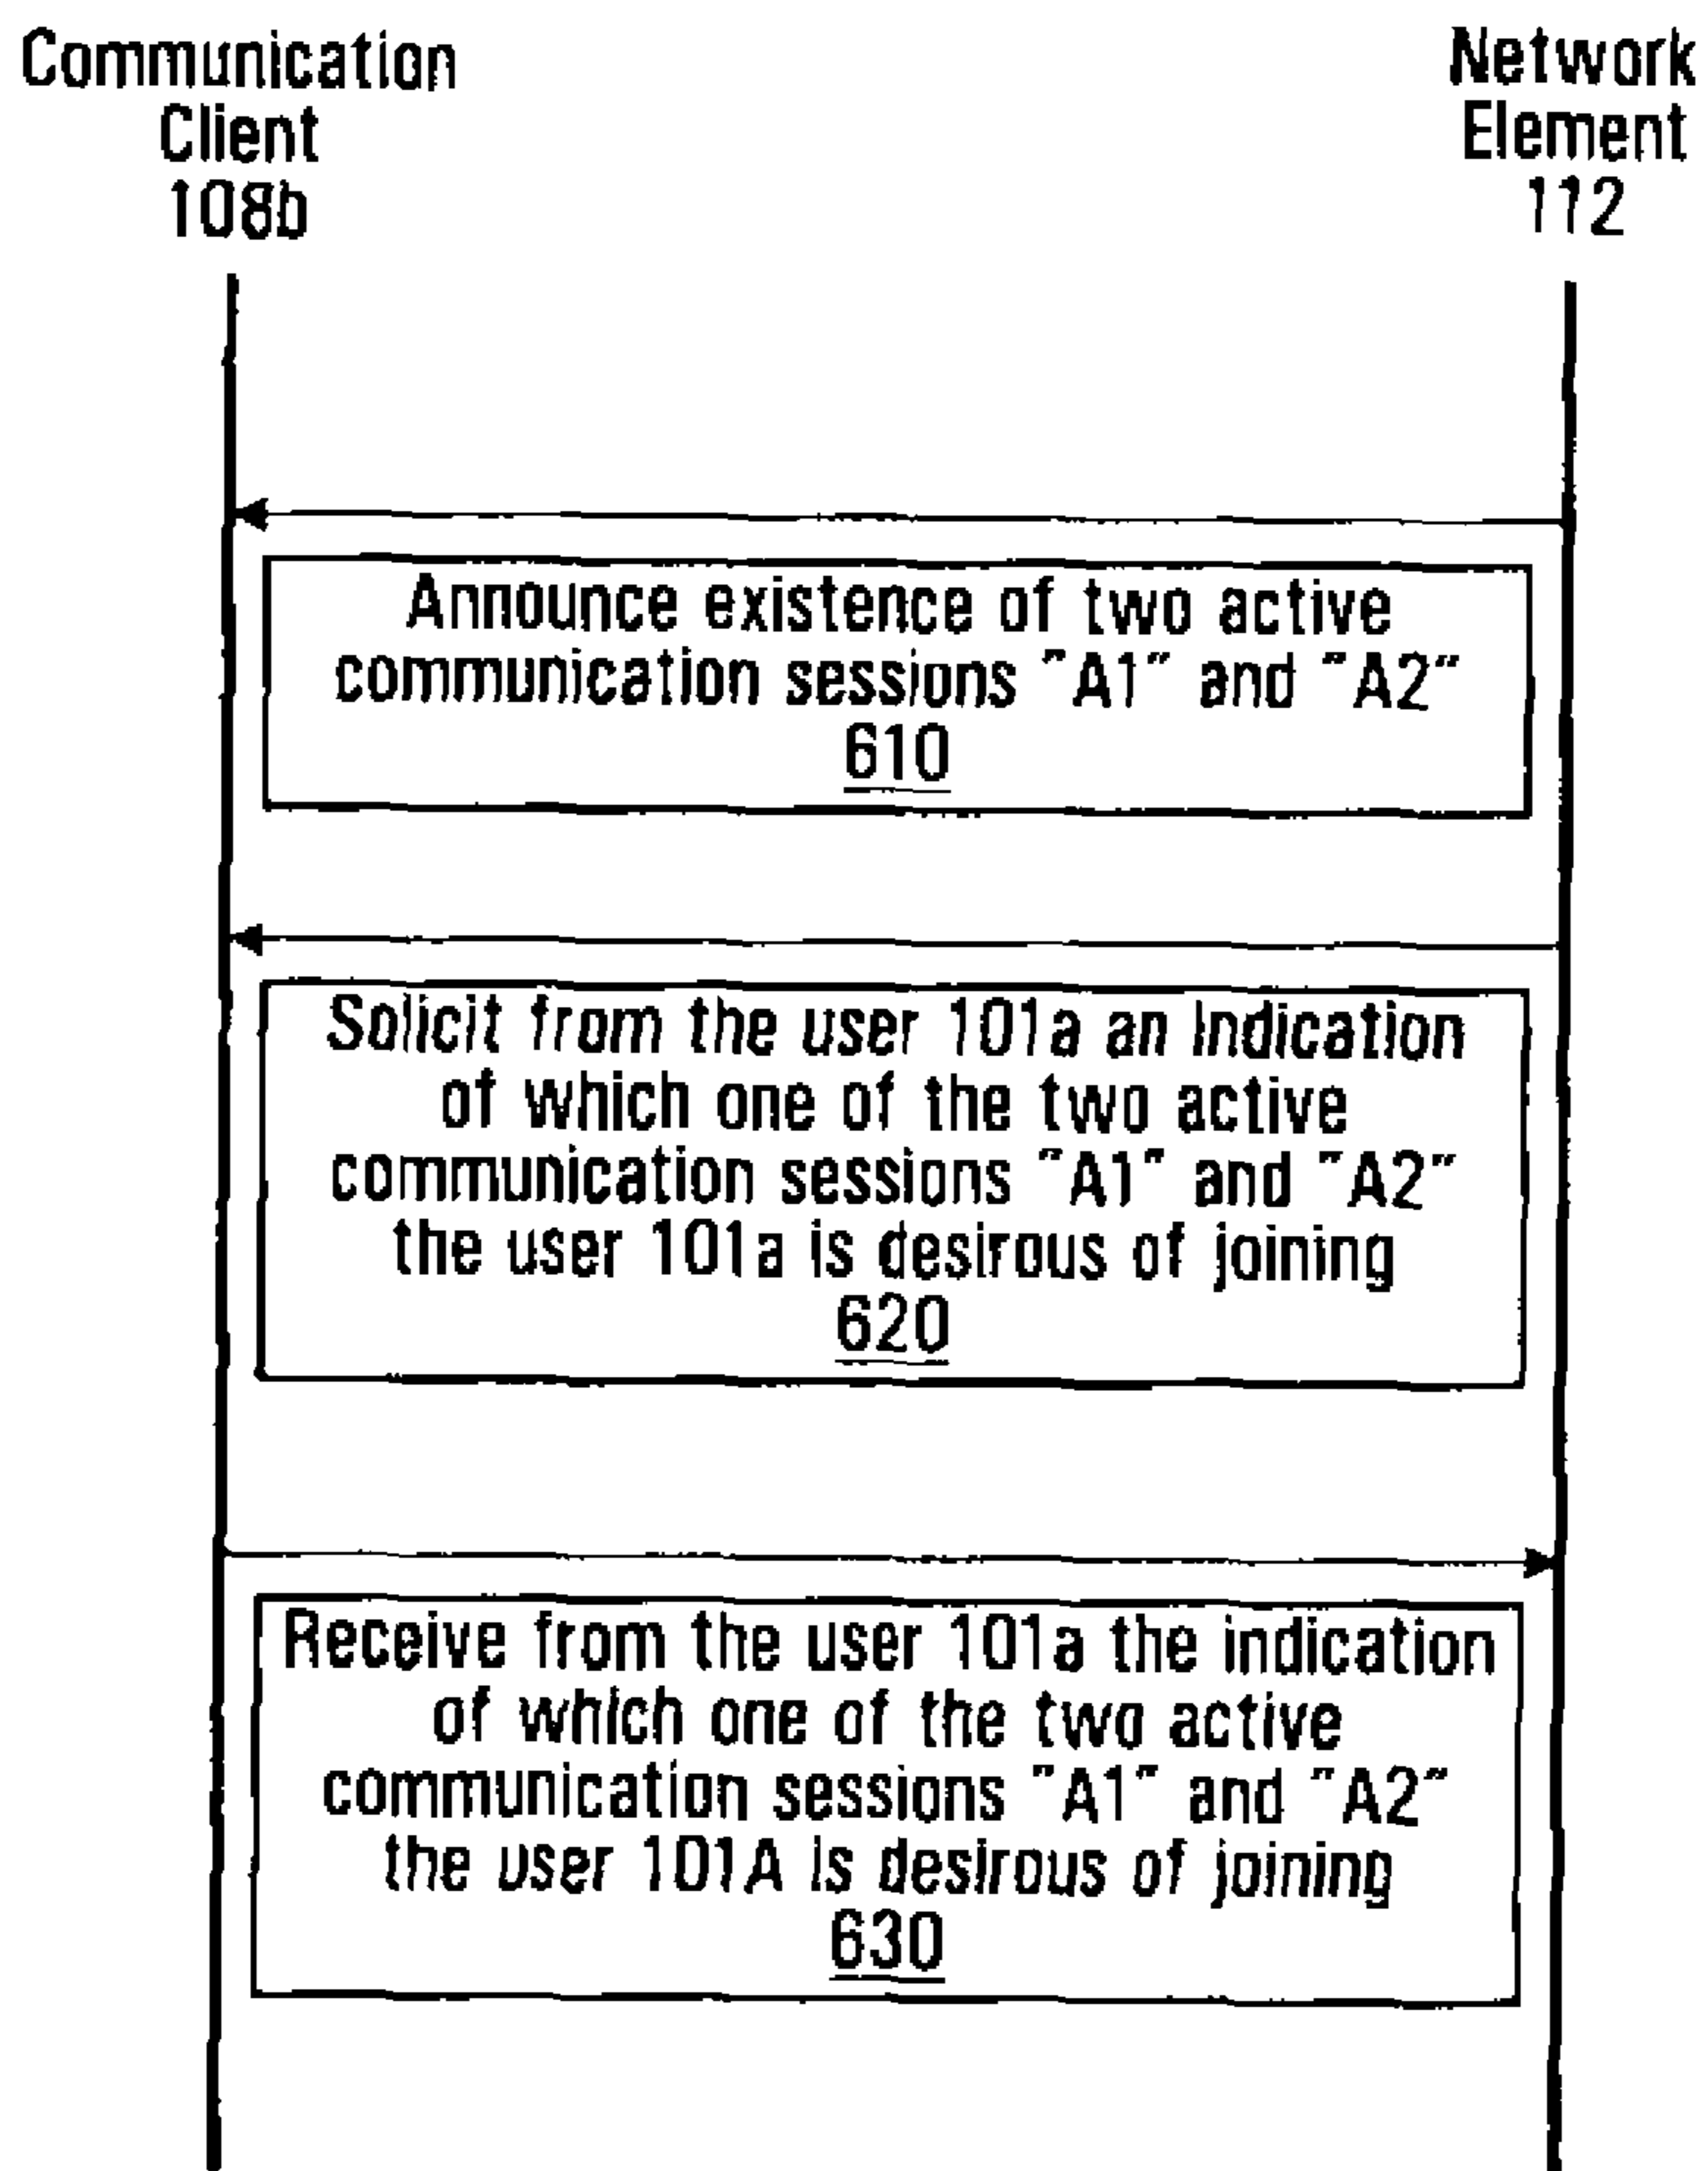 Communication
Client
108b
Network
Element
112
Announce existence of two active
communication sessions "A1" and "A2"
610
Solicit from the user 101a an Indication
of which one of the two active
communication sessions "A1" and "A2"
the user 101a is desirous of joining
620
Receive from the user 101a the indication
of which one of the two active
communication sessions "A1" and "A2"
the user 101A is desirous of joining
630